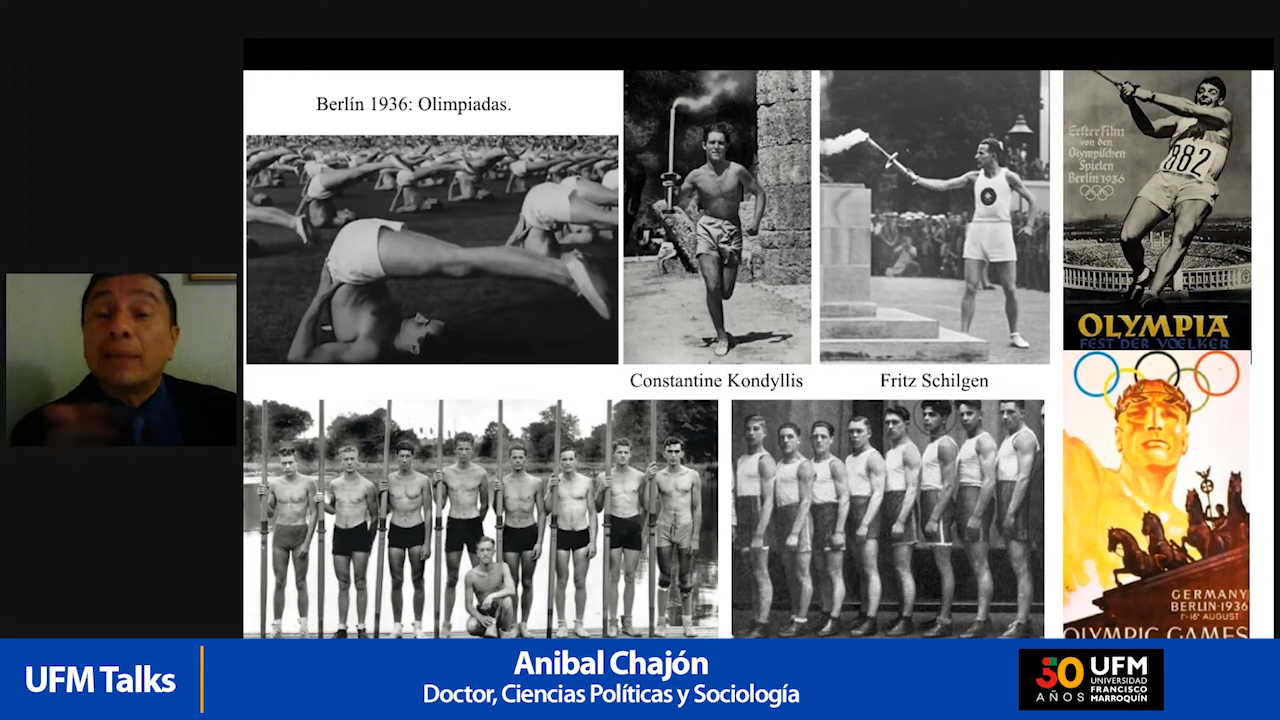 Berlín 1936: Olimpiadas.
Erster Film
von den
Olympischen
Spielen
Berlin 1936
882
OLYMPIA
FEST DER VOELKER
Constantine Kondyllis
Fritz Schilgen
GERMANY
BERLIN·1936
1ˢᵗ-16ᵗʰ AUGUST
OLYMPIC GAMES
UFM Talks
Anibal Chajón
Doctor, Ciencias Políticas y Sociología
50
AÑOS
UFM
UNIVERSIDAD
FRANCISCO
MARROQUÍN